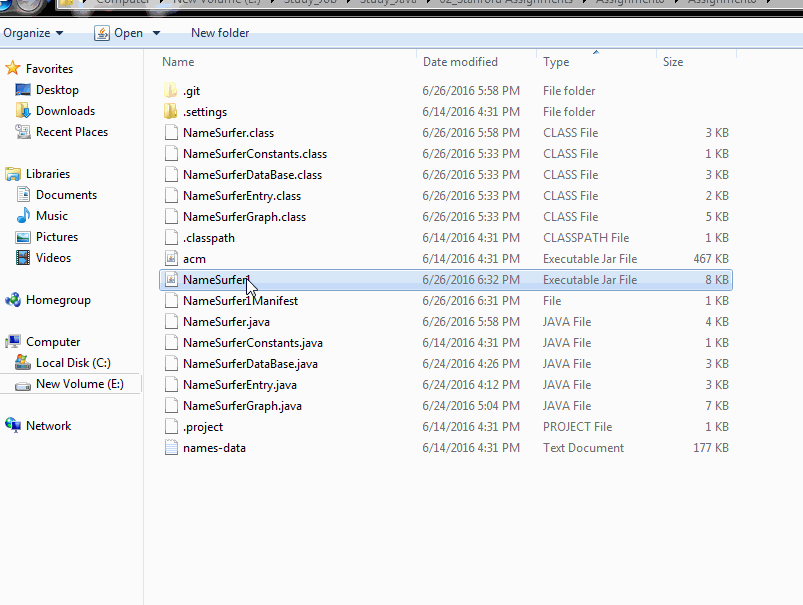 Computer New Volume (E:) Study_Job Study_Java 02_Stanford Assignments
Organize Open New folder
Name Date modified Type Size
Favorites
Desktop
Downloads
Recent Places
Libraries
Documents
Music
Pictures
Videos
Homegroup
Computer
Local Disk (C:)
New Volume (E:)
Network
.git 6/26/2016 5:58 PM File folder
.settings 6/14/2016 4:31 PM File folder
NameSurfer.class 6/26/2016 5:58 PM CLASS File 3 KB
NameSurferConstants.class 6/26/2016 5:33 PM CLASS File 1 KB
NameSurferDataBase.class 6/26/2016 5:33 PM CLASS File 3 KB
NameSurferEntry.class 6/26/2016 5:33 PM CLASS File 2 KB
NameSurferGraph.class 6/26/2016 5:33 PM CLASS File 5 KB
.classpath 6/14/2016 4:31 PM CLASSPATH File 1 KB
acm 6/14/2016 4:31 PM Executable Jar File 467 KB
NameSurfer1 6/26/2016 6:32 PM Executable Jar File 8 KB
NameSurfer1Manifest 6/26/2016 6:31 PM File 1 KB
NameSurfer.java 6/26/2016 5:58 PM JAVA File 4 KB
NameSurferConstants.java 6/14/2016 4:31 PM JAVA File 1 KB
NameSurferDataBase.java 6/24/2016 4:26 PM JAVA File 3 KB
NameSurferEntry.java 6/24/2016 4:12 PM JAVA File 3 KB
NameSurferGraph.java 6/24/2016 5:04 PM JAVA File 7 KB
.project 6/14/2016 4:31 PM PROJECT File 1 KB
names-data 6/14/2016 4:31 PM Text Document 177 KB